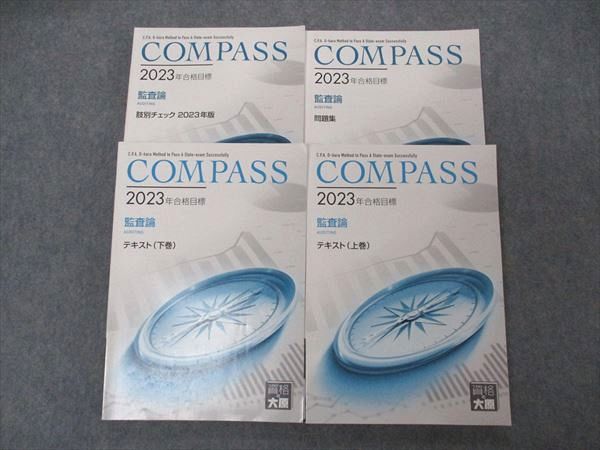 C.P.A. O-hara Method to Pass A State-exam Successfully
COMPASS
2023年合格目標
監査論
AUDITING
肢別チェック 2023年版
C.P.A. O-hara Method to Pass A State-exam Successfully
COMPASS
2023年合格目標
監査論
AUDITING
問題集
C.P.A. O-hara Method to Pass A State-exam Successfully
COMPASS
2023年合格目標
監査論
AUDITING
テキスト(下巻)
資格
大原
C.P.A. O-hara Method to Pass A State-exam Successfully
COMPASS
2023年合格目標
監査論
AUDITING
テキスト(上巻)
資格
大原